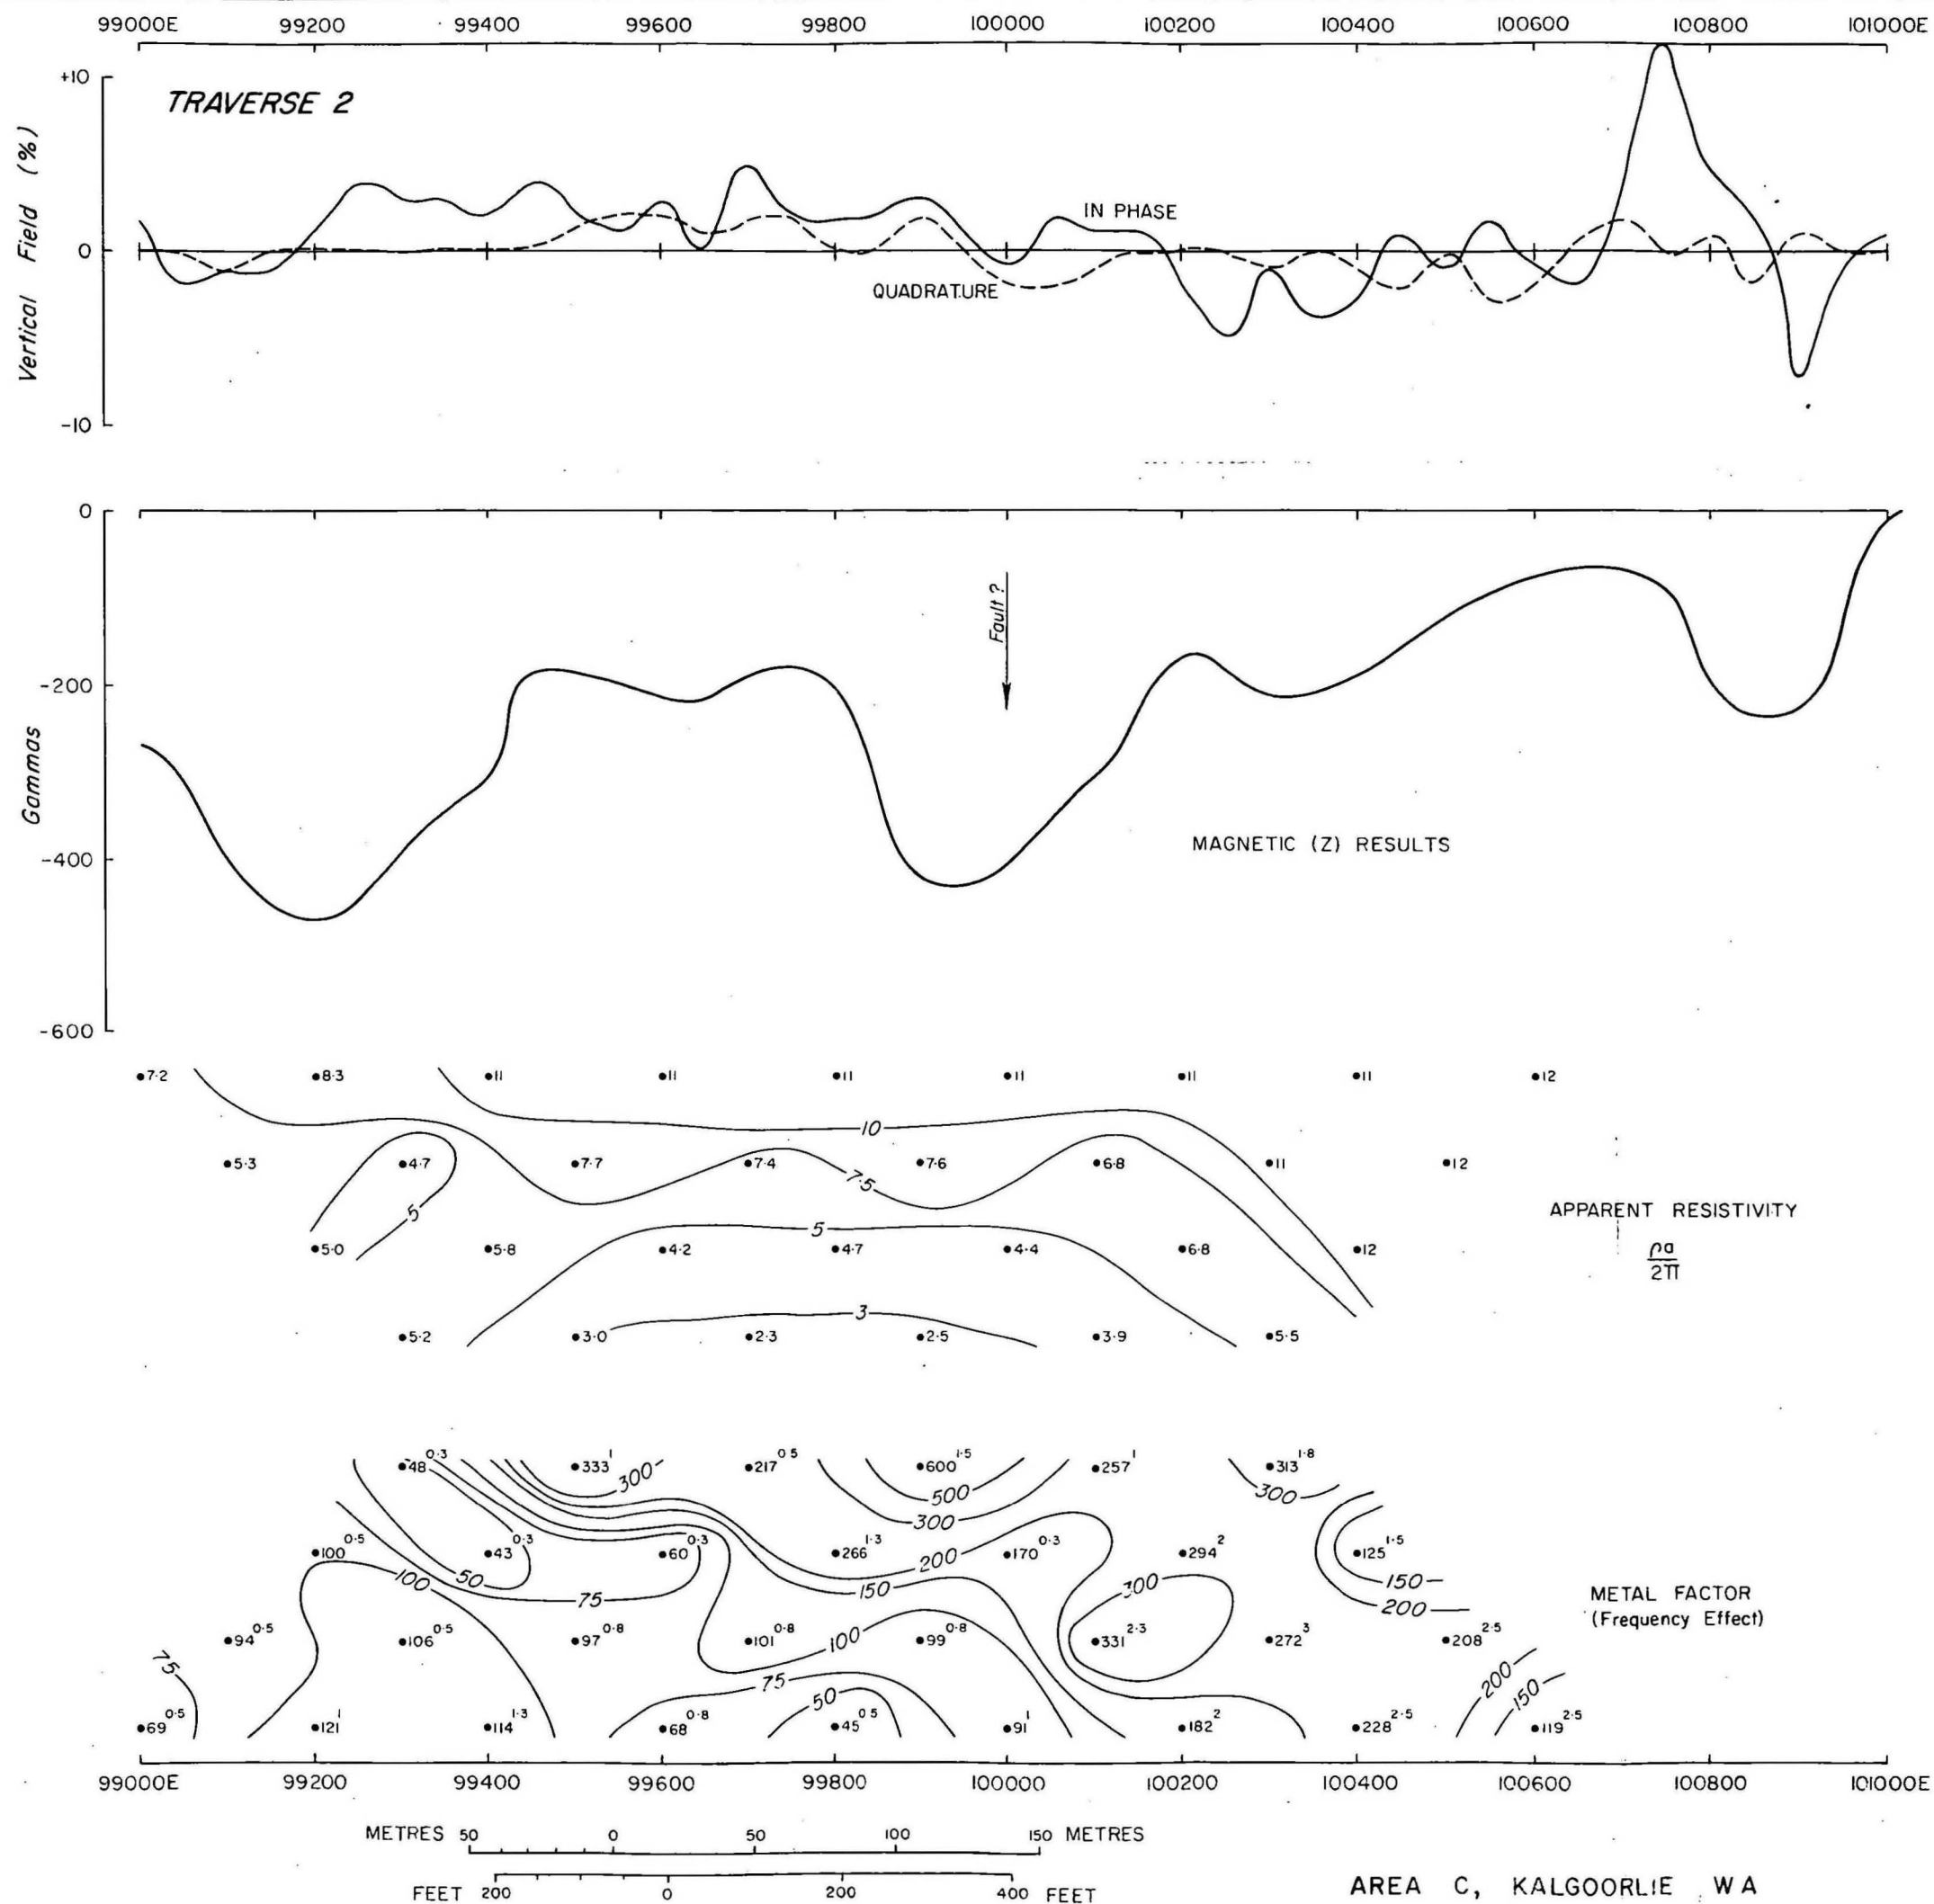 99000E 99200 99400 99600 99800 100000 100200 100400 100600 100800 101000E
+10
TRAVERSE 2
Vertical Field (%)
IN PHASE
0
QUADRATURE
-10
0
Fault?
-200
Gammas
MAGNETIC (Z) RESULTS
-400
-600
7.2 8.3 11 11 11 11 11 11 12
10
5.3 4.7 7.7 7.4 7.6 6.8 11 12
7.5
5
APPARENT RESISTIVITY
5
5.0 5.8 4.2 4.7 4.4 6.8 12
ρa
2π
3
5.2 3.0 2.3 2.5 3.9 5.5
0.3 1 0.5 1.5 1 1.8
48 333 217 600 257 313
300
500 300
300
0.5 0.3 0.3 1.3 0.3 2 1.5
100 43 60 266 170 294 125
200
100 50 150 300 150
75 200
METAL FACTOR
(Frequency Effect)
0.5 0.5 0.8 0.8 0.8 2.3 3 2.5
94 106 97 101 99 331 272 208
100
75 75 200
50 150
0.5 1 1.3 0.8 0.5 1 2 2.5 2.5
69 121 114 68 45 91 182 228 119
99000E 99200 99400 99600 99800 100000 100200 100400 100600 100800 101000E
METRES 50 0 50 100 150 METRES
FEET 200 0 200 400 FEET
AREA C, KALGOORLIE WA